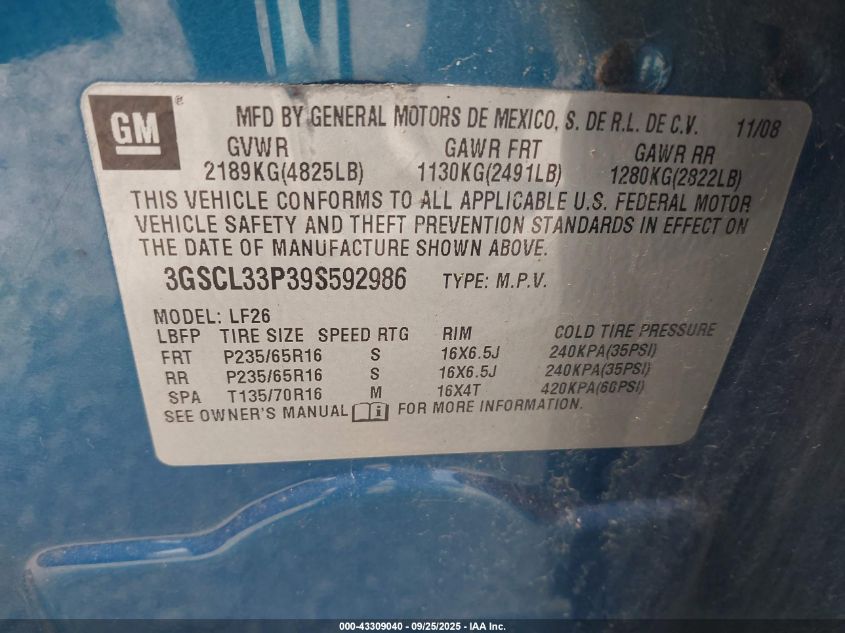 GM ®
MFD BY GENERAL MOTORS DE MEXICO, S. DE R.L. DE C.V. 11/08
GVWR GAWR FRT GAWR RR
2189KG(4825LB) 1130KG(2491LB) 1280KG(2822LB)
THIS VEHICLE CONFORMS TO ALL APPLICABLE U.S. FEDERAL MOTOR
VEHICLE SAFETY AND THEFT PREVENTION STANDARDS IN EFFECT ON
THE DATE OF MANUFACTURE SHOWN ABOVE.
3GSCL33P39S592986 TYPE: M.P.V.
MODEL: LF26
LBFP TIRE SIZE SPEED RTG RIM COLD TIRE PRESSURE
FRT P235/65R16 S 16X6.5J 240KPA(35PSI)
RR P235/65R16 S 16X6.5J 240KPA(35PSI)
SPA T135/70R16 M 16X4T 420KPA(60PSI)
SEE OWNER'S MANUAL i FOR MORE INFORMATION.
000-43309040 - 09/25/2025 - IAA Inc.